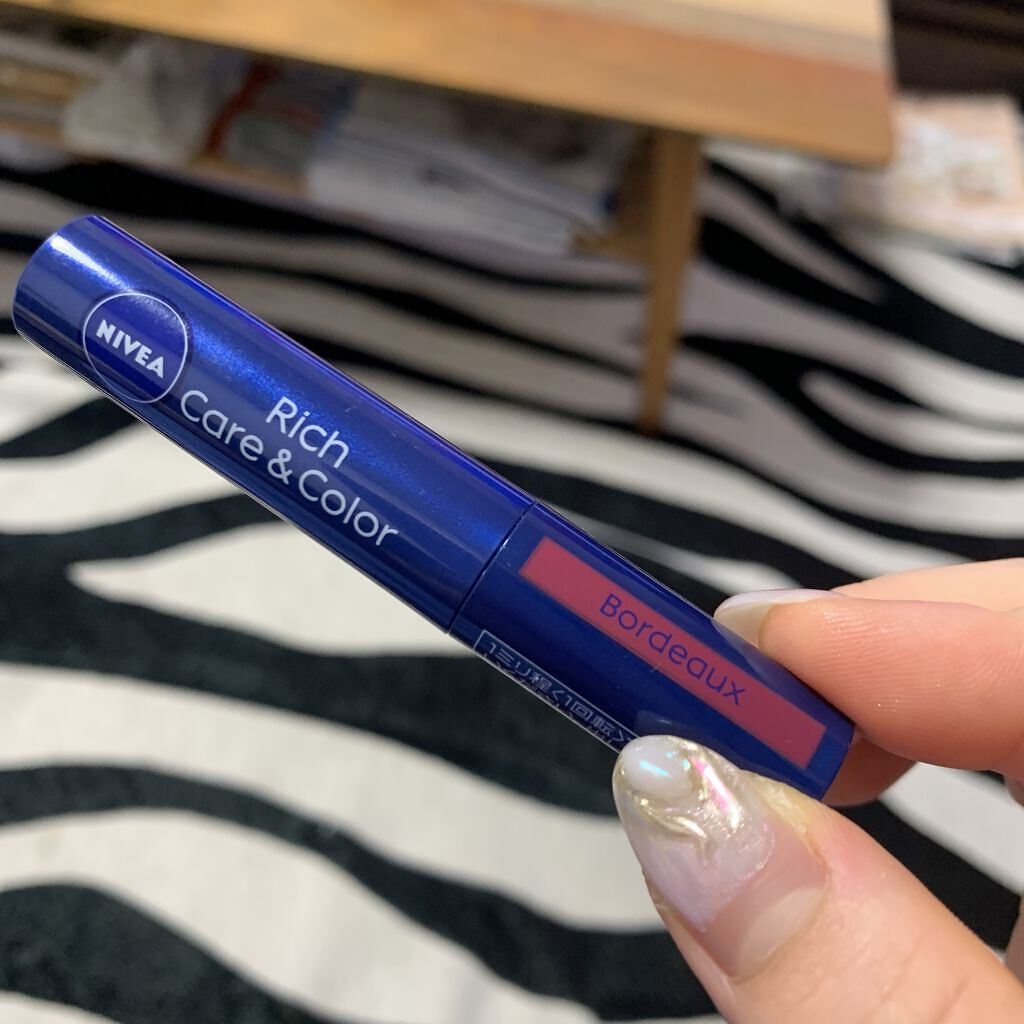 NIVEA
Rich
Care & Color
Bordeaux